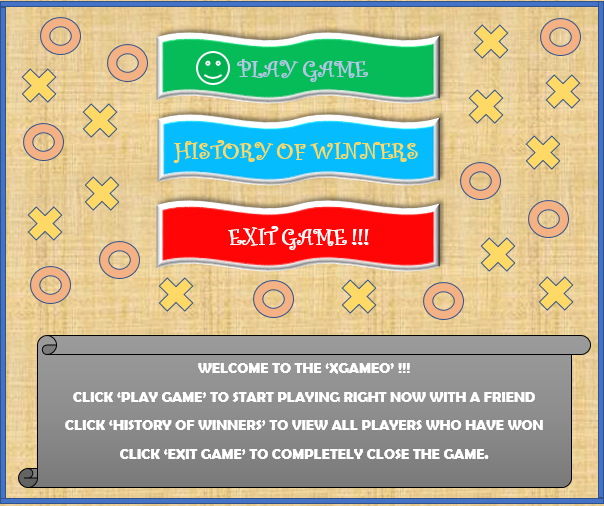 PLAY GAME
HISTORY OF WINNERS
EXIT GAME !!!
WELCOME TO THE ‘XGAMEO’ !!!
CLICK ‘PLAY GAME’ TO START PLAYING RIGHT NOW WITH A FRIEND
CLICK ‘HISTORY OF WINNERS’ TO VIEW ALL PLAYERS WHO HAVE WON
CLICK ‘EXIT GAME’ TO COMPLETELY CLOSE THE GAME.